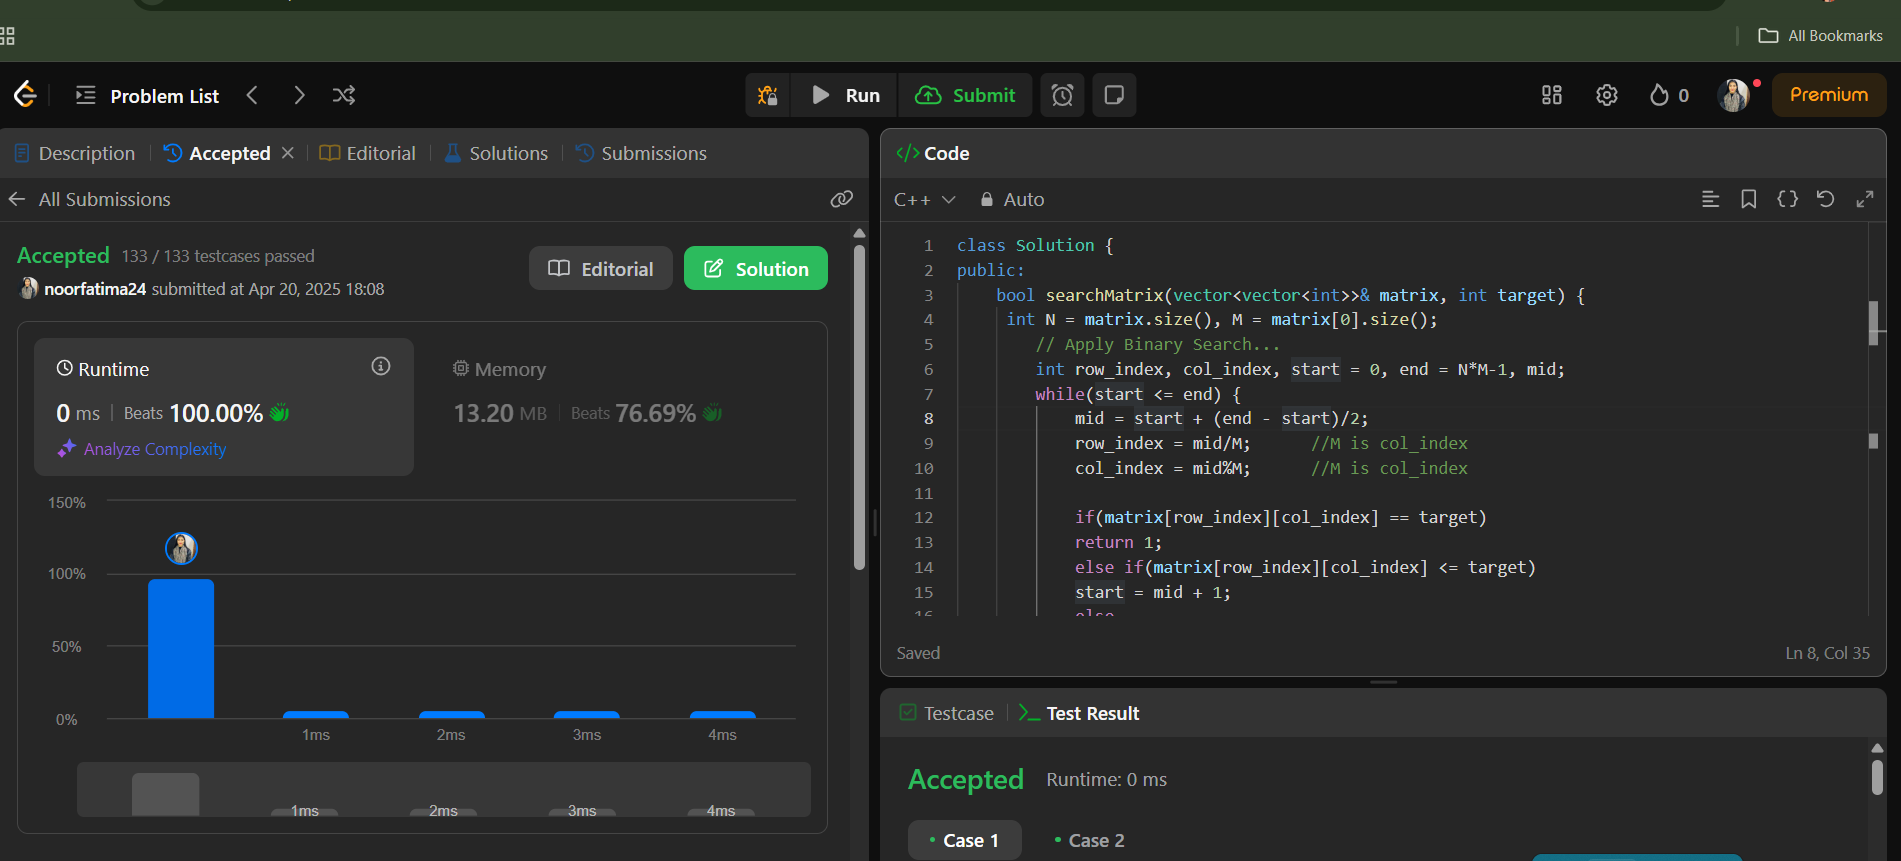 All Bookmarks
Problem List
Run
Submit
0
Premium
Description
Accepted
Editorial
Solutions
Submissions
All Submissions
Accepted 133 / 133 testcases passed
noorfatima24 submitted at Apr 20, 2025 18:08
Editorial
Solution
Runtime
0 ms | Beats 100.00%
Analyze Complexity
Memory
13.20 MB | Beats 76.69%
150%
100%
50%
0%
1ms 2ms 3ms 4ms
1ms 2ms 3ms 4ms
</> Code
C++ Auto
1 class Solution {
2 public:
3 bool searchMatrix(vector<vector<int>>& matrix, int target) {
4 int N = matrix.size(), M = matrix[0].size();
5 // Apply Binary Search...
6 int row_index, col_index, start = 0, end = N*M-1, mid;
7 while(start <= end) {
8 mid = start + (end - start)/2;
9 row_index = mid/M; //M is col_index
10 col_index = mid%M; //M is col_index
11
12 if(matrix[row_index][col_index] == target)
13 return 1;
14 else if(matrix[row_index][col_index] <= target)
15 start = mid + 1;
16 else
Saved
Ln 8, Col 35
Testcase
Test Result
Accepted Runtime: 0 ms
Case 1
Case 2